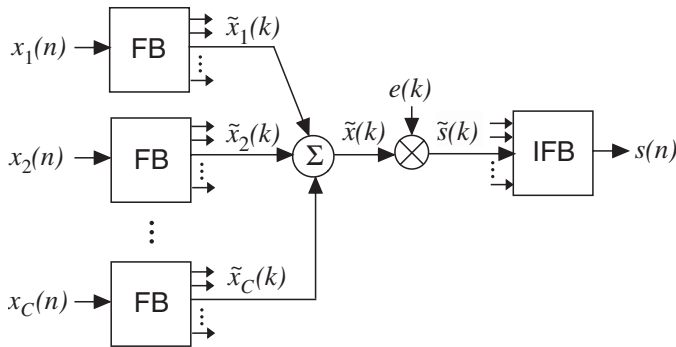 x₁(n) FB x̃₁(k)
e(k)
x₂(n) FB x̃₂(k) Σ x̃(k) s̃(k) IFB s(n)
x_C(n) FB x̃_C(k)